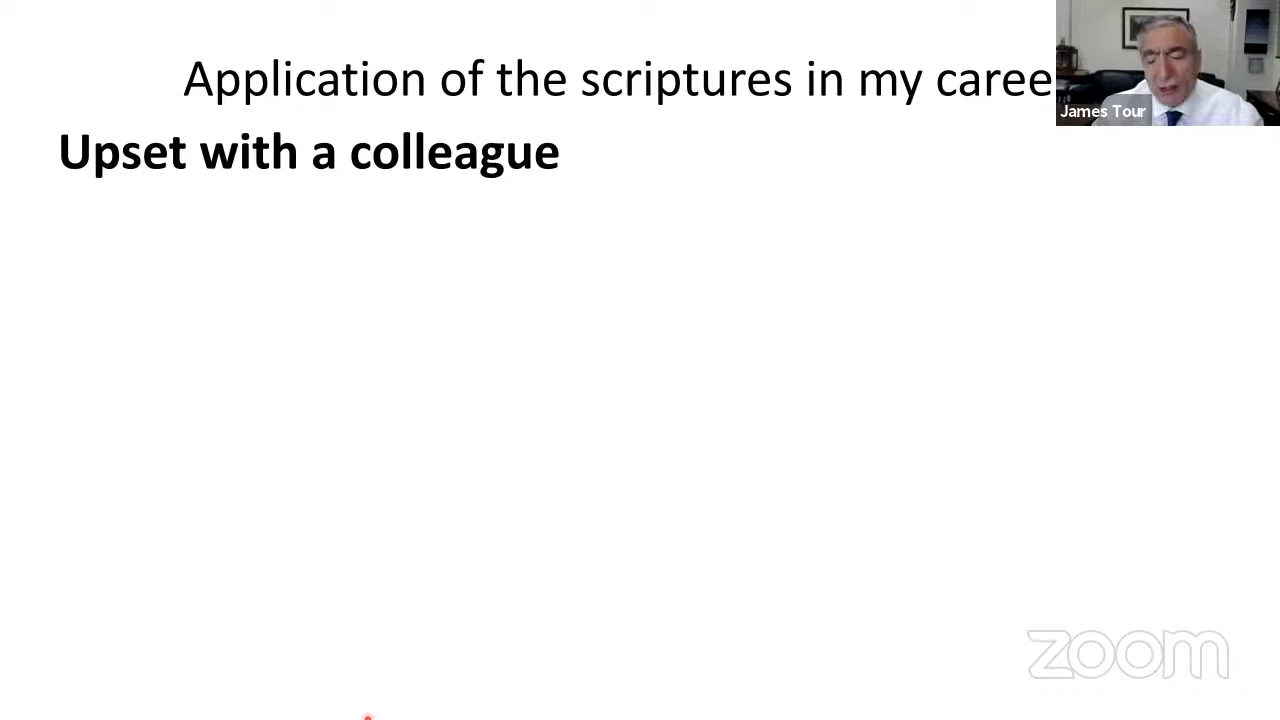 Application of the scriptures in my caree
James Tour
Upset with a colleague
zoom